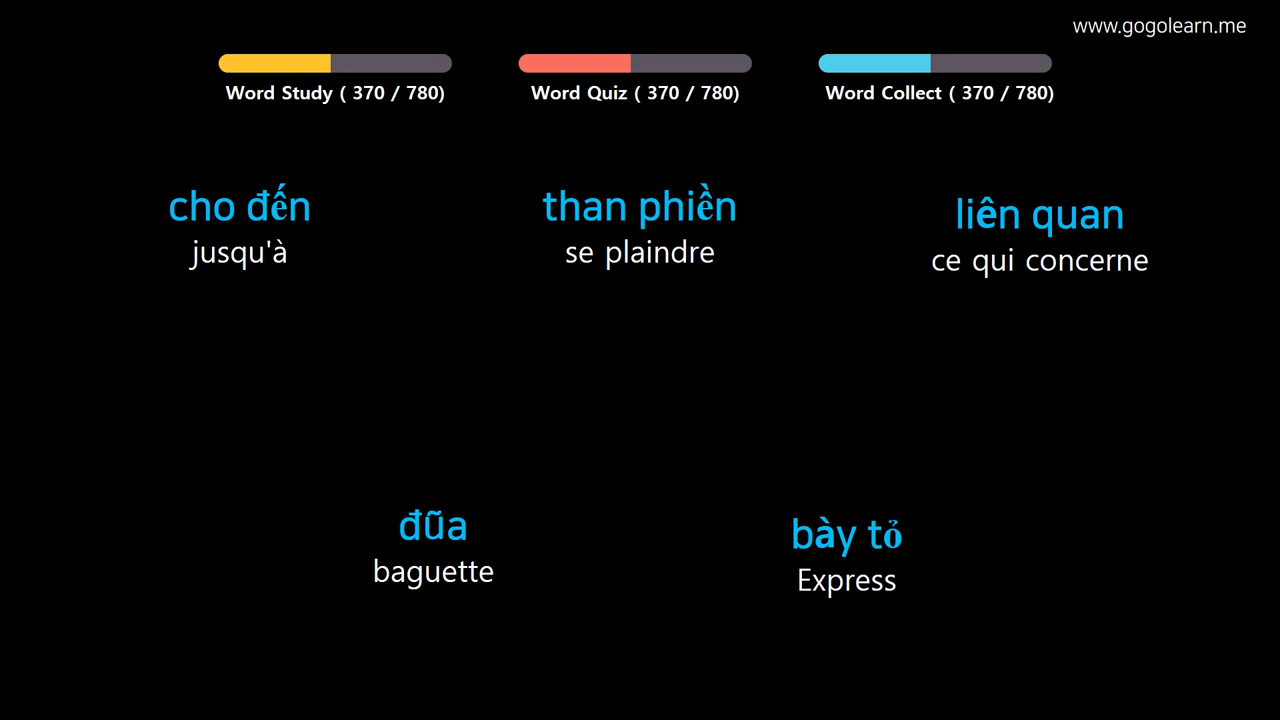 www.gogolearn.me
Word Study ( 370 / 780)
Word Quiz ( 370 / 780)
Word Collect ( 370 / 780)
cho đến
jusqu'à
than phiền
se plaindre
liên quan
ce qui concerne
đũa
baguette
bày tỏ
Express